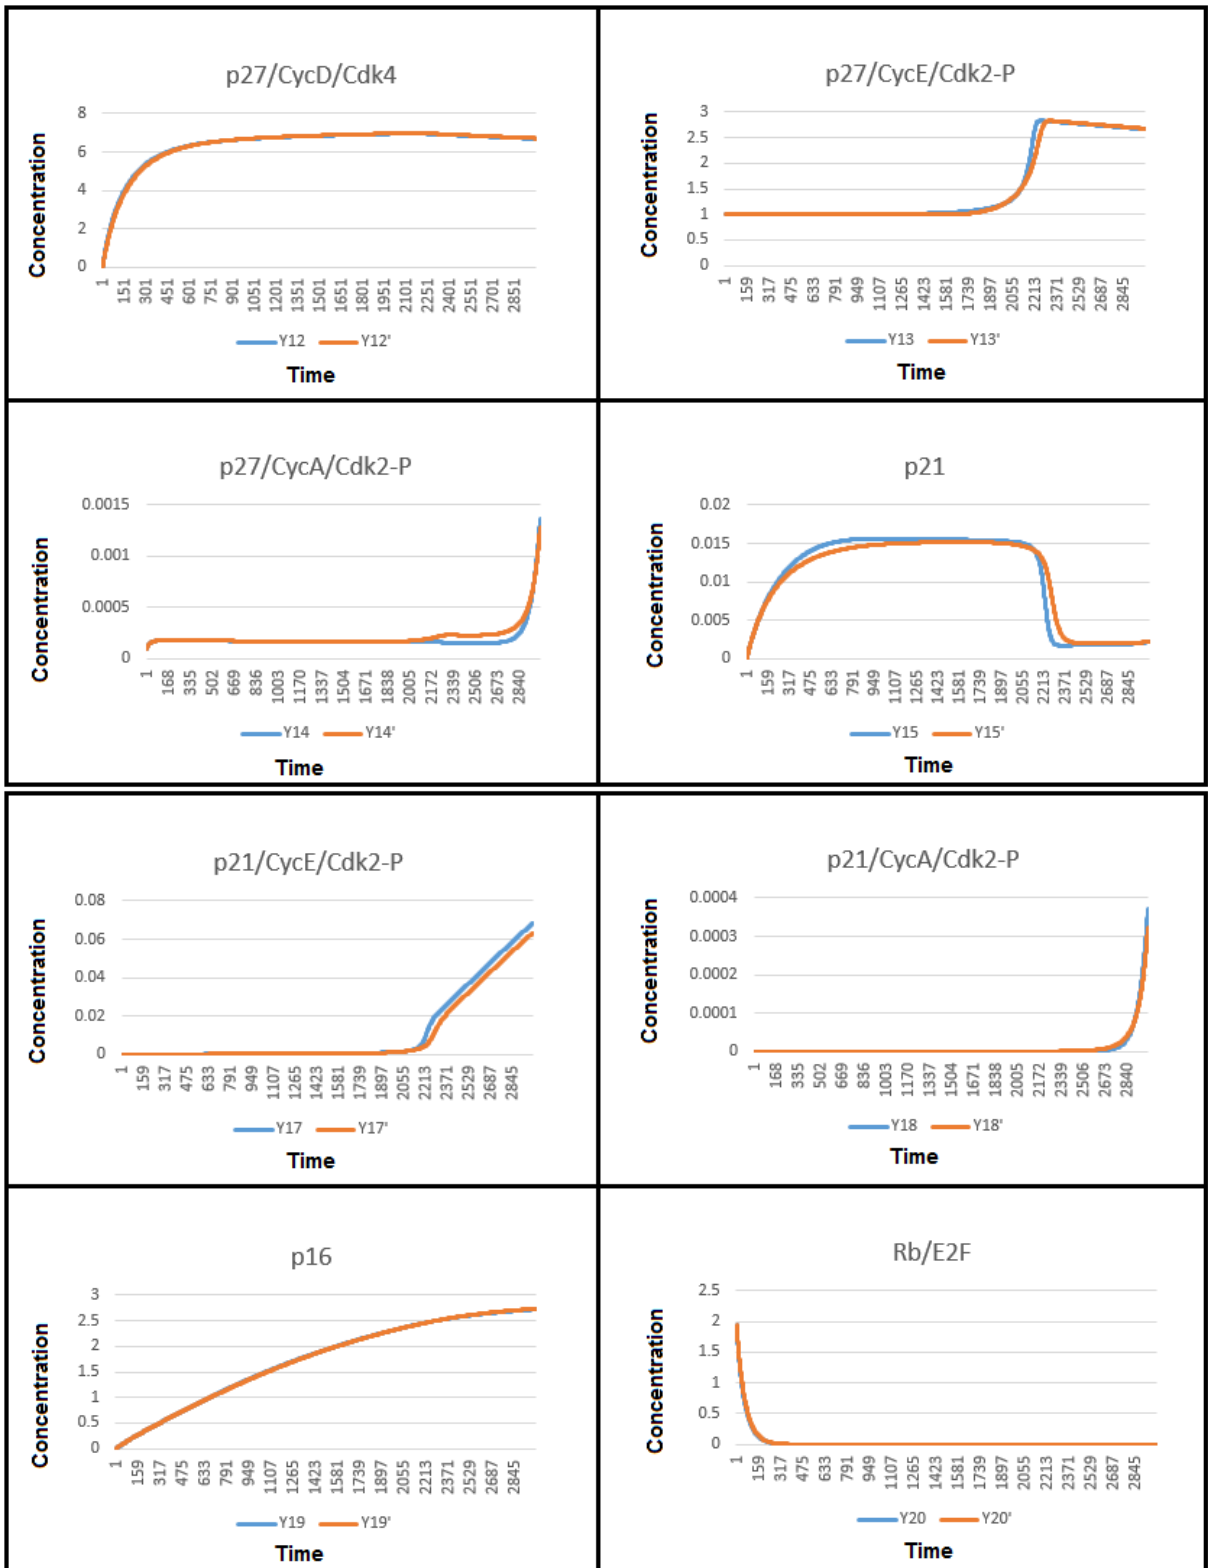 p27/CycD/Cdk4
Concentration
8
6
4
2
0
1 151 301 451 601 751 901 1051 1201 1351 1501 1651 1801 1951 2101 2251 2401 2551 2701 2851
Y12 Y12'
Time
p27/CycE/Cdk2-P
Concentration
3
2.5
2
1.5
1
0.5
0
1 159 317 475 633 791 949 1107 1265 1423 1581 1739 1897 2055 2213 2371 2529 2687 2845
Y13 Y13'
Time
p27/CycA/Cdk2-P
Concentration
0.0015
0.001
0.0005
0
1 168 335 502 669 836 1003 1170 1337 1504 1671 1838 2005 2172 2339 2506 2673 2840
Y14 Y14'
Time
p21
Concentration
0.02
0.015
0.01
0.005
0
1 159 317 475 633 791 949 1107 1265 1423 1581 1739 1897 2055 2213 2371 2529 2687 2845
Y15 Y15'
Time
p21/CycE/Cdk2-P
Concentration
0.08
0.06
0.04
0.02
0
1 159 317 475 633 791 949 1107 1265 1423 1581 1739 1897 2055 2213 2371 2529 2687 2845
Y17 Y17'
Time
p21/CycA/Cdk2-P
Concentration
0.0004
0.0003
0.0002
0.0001
0
1 168 335 502 669 836 1003 1170 1337 1504 1671 1838 2005 2172 2339 2506 2673 2840
Y18 Y18'
Time
p16
Concentration
3
2.5
2
1.5
1
0.5
0
1 159 317 475 633 791 949 1107 1265 1423 1581 1739 1897 2055 2213 2371 2529 2687 2845
Y19 Y19'
Time
Rb/E2F
Concentration
2.5
2
1.5
1
0.5
0
1 159 317 475 633 791 949 1107 1265 1423 1581 1739 1897 2055 2213 2371 2529 2687 2845
Y20 Y20'
Time